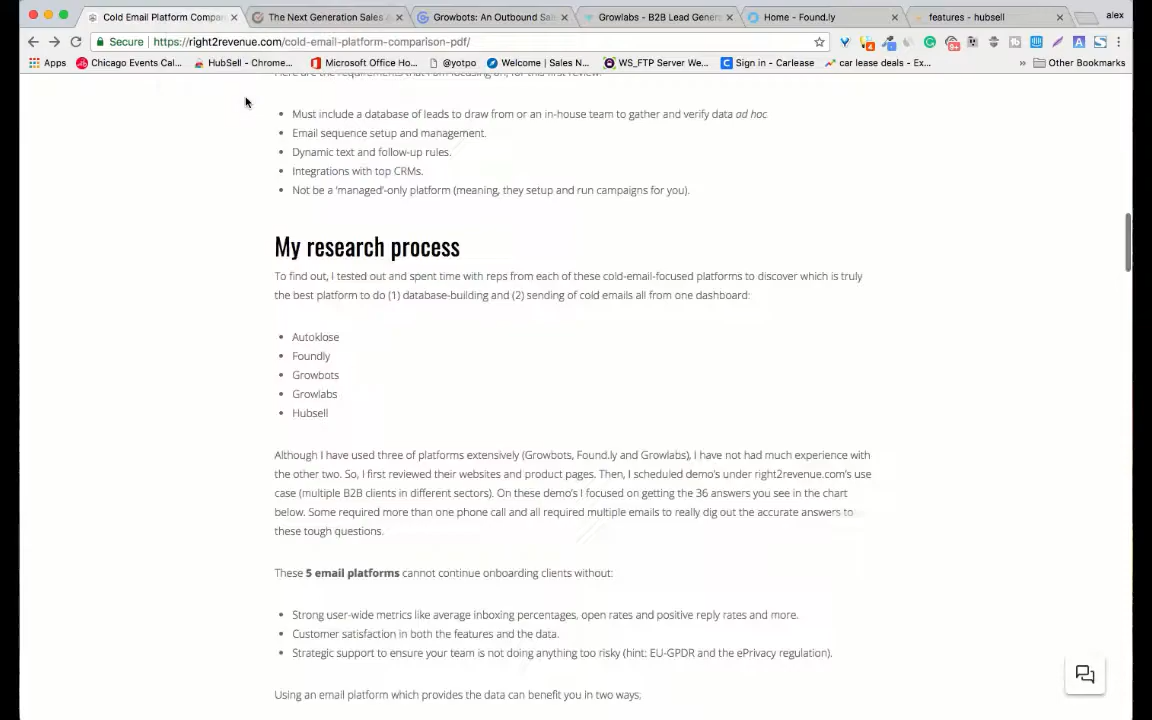 Cold Email Platform Compar
The Next Generation Sales
Growbots: An Outbound Sal
Growlabs - B2B Lead Gener
Home - Found.ly
features - hubsell
alex
Secure
https://right2revenue.com/cold-email-platform-comparison-pdf/
Apps
Chicago Events Cal...
HubSell - Chrome...
Microsoft Office Ho...
@yotpo
Welcome | Sales N...
WS_FTP Server We...
Sign in - Carlease
car lease deals - Ex...
» Other Bookmarks
Here are the requirements that I am focusing on, for this first review:
• Must include a database of leads to draw from or an in-house team to gather and verify data ad hoc
• Email sequence setup and management.
• Dynamic text and follow-up rules.
• Integrations with top CRMs.
• Not be a 'managed'-only platform (meaning, they setup and run campaigns for you).
My research process
To find out, I tested out and spent time with reps from each of these cold-email-focused platforms to discover which is truly
the best platform to do (1) database-building and (2) sending of cold emails all from one dashboard:
• Autoklose
• Foundly
• Growbots
• Growlabs
• Hubsell
Although I have used three of platforms extensively (Growbots, Found.ly and Growlabs), I have not had much experience with
the other two. So, I first reviewed their websites and product pages. Then, I scheduled demo's under right2revenue.com's use
case (multiple B2B clients in different sectors). On these demo's I focused on getting the 36 answers you see in the chart
below. Some required more than one phone call and all required multiple emails to really dig out the accurate answers to
these tough questions.
These 5 email platforms cannot continue onboarding clients without:
• Strong user-wide metrics like average inboxing percentages, open rates and positive reply rates and more.
• Customer satisfaction in both the features and the data.
• Strategic support to ensure your team is not doing anything too risky (hint: EU-GPDR and the ePrivacy regulation).
Using an email platform which provides the data can benefit you in two ways;